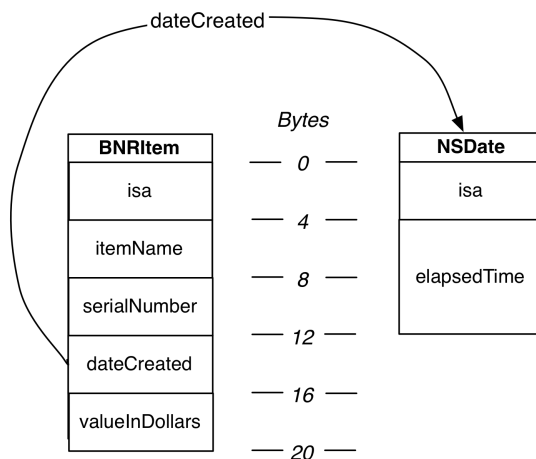 dateCreated
Bytes
BNRItem
0
NSDate
isa
isa
4
itemName
8
elapsedTime
serialNumber
12
dateCreated
16
valueInDollars
20